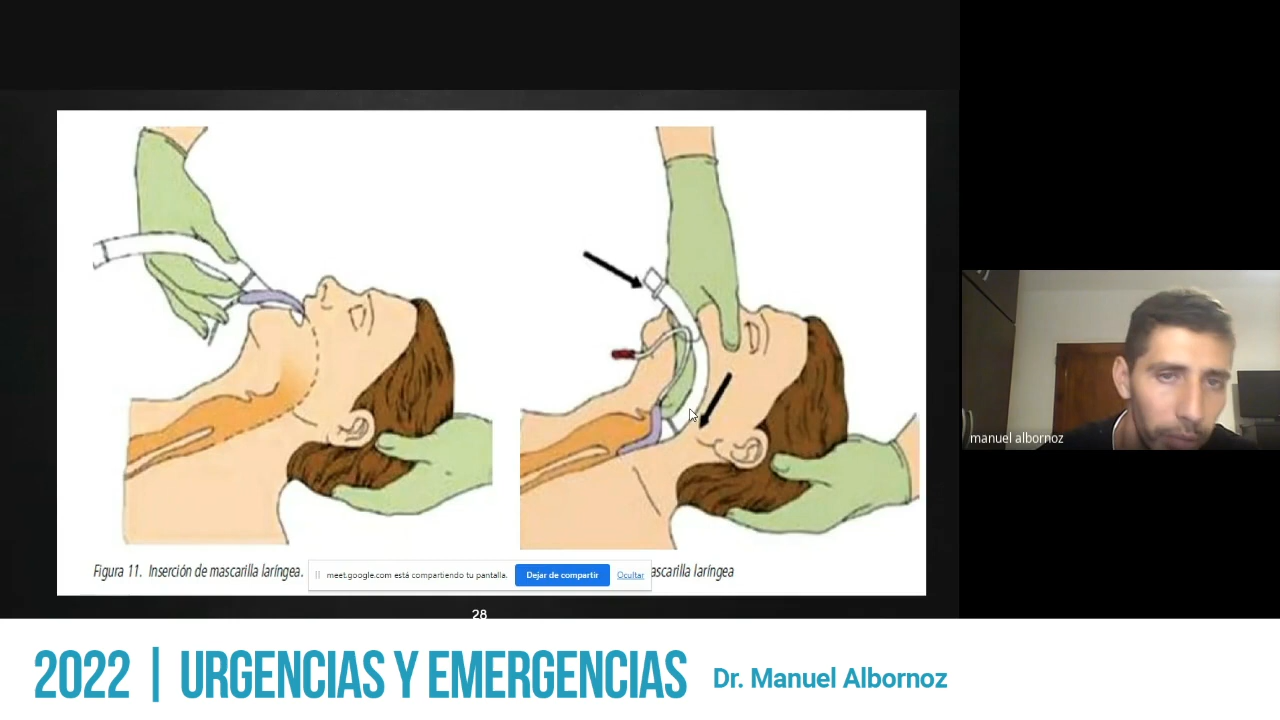 manuel albornoz
Figura 11. Inserción de mascarilla laríngea.
ascarilla laríngea
meet.google.com está compartiendo tu pantalla.
Dejar de compartir
Ocultar
28
2022 | URGENCIAS Y EMERGENCIAS
Dr. Manuel Albornoz